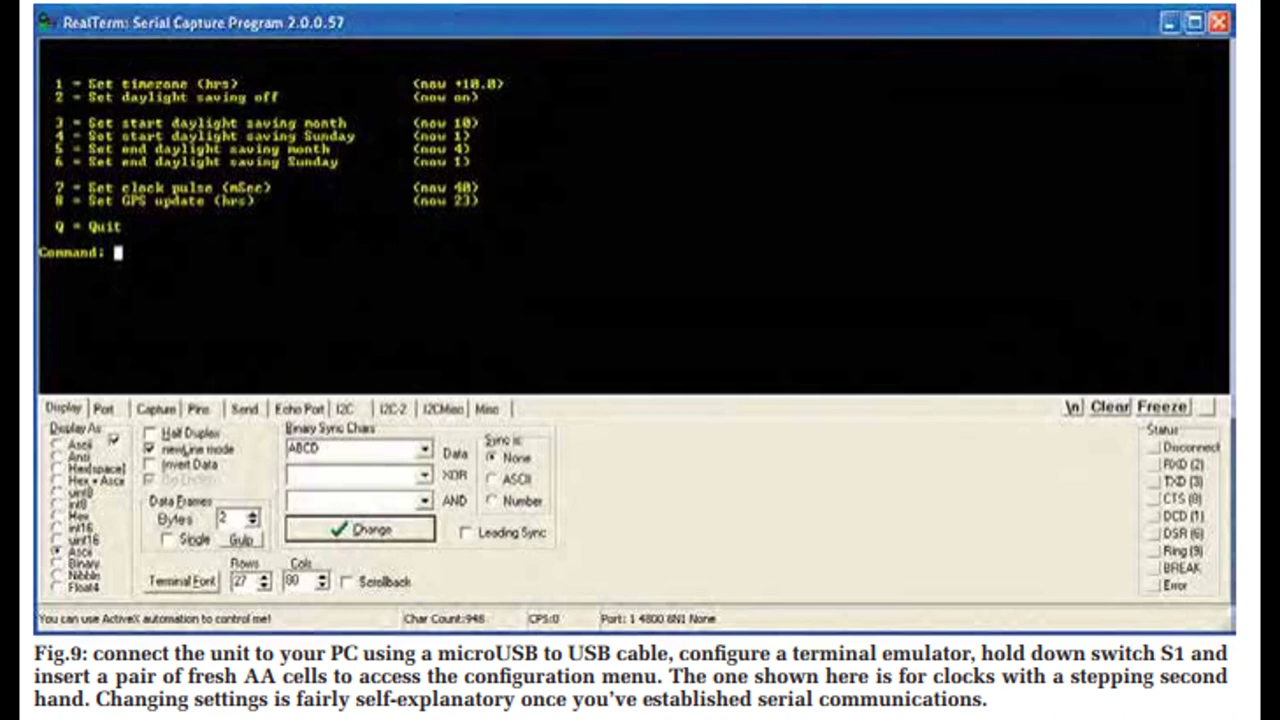 RealTerm: Serial Capture Program 2.0.0.57
1 = Set timezone (hrs) (now +10.0)
2 = Set daylight saving off (now on)
3 = Set start daylight saving month (now 10)
4 = Set start daylight saving Sunday (now 1)
5 = Set end daylight saving month (now 4)
6 = Set end daylight saving Sunday (now 1)
7 = Set clock pulse (mSec) (now 40)
8 = Set GPS update (hrs) (now 23)
Q = Quit
Command:
Display Port Capture Pins Send Echo Port I2C I2C-2 I2CMisc Misc \n Clear Freeze
Display As
Ascii
Ansi
Hex[space]
Hex + Ascii
uint8
int8
Hex
int16
uint16
Ascii
Binary
Nibble
Float4
Half Duplex
newLine mode
Invert Data
Data Frames
Bytes 2
Single Gulp
Rows Cols
Terminal Font 27 80 Scrollback
Binary Sync Chars
ABCD Data
XOR
AND
Change
Sync is:
None
ASCII
Number
Leading Sync
Status
Disconnect
RXD (2)
TXD (3)
CTS (8)
DCD (1)
DSR (6)
Ring (9)
BREAK
Error
You can use ActiveX automation to control me! Char Count:948 CPS:0 Port: 1 4800 8N1 None
Fig.9: connect the unit to your PC using a microUSB to USB cable, configure a terminal emulator, hold down switch S1 and
insert a pair of fresh AA cells to access the configuration menu. The one shown here is for clocks with a stepping second
hand. Changing settings is fairly self-explanatory once you've established serial communications.